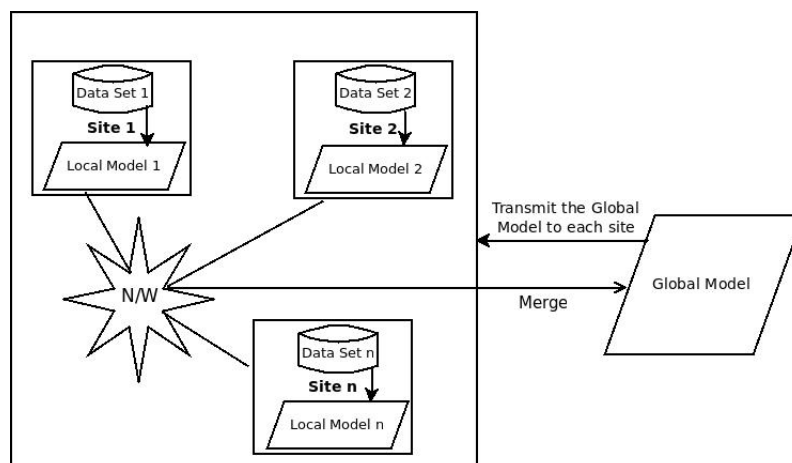 Data Set 1
Site 1
Local Model 1
Data Set 2
Site 2
Local Model 2
Transmit the Global
Model to each site
N/W
Merge
Global Model
Data Set n
Site n
Local Model n